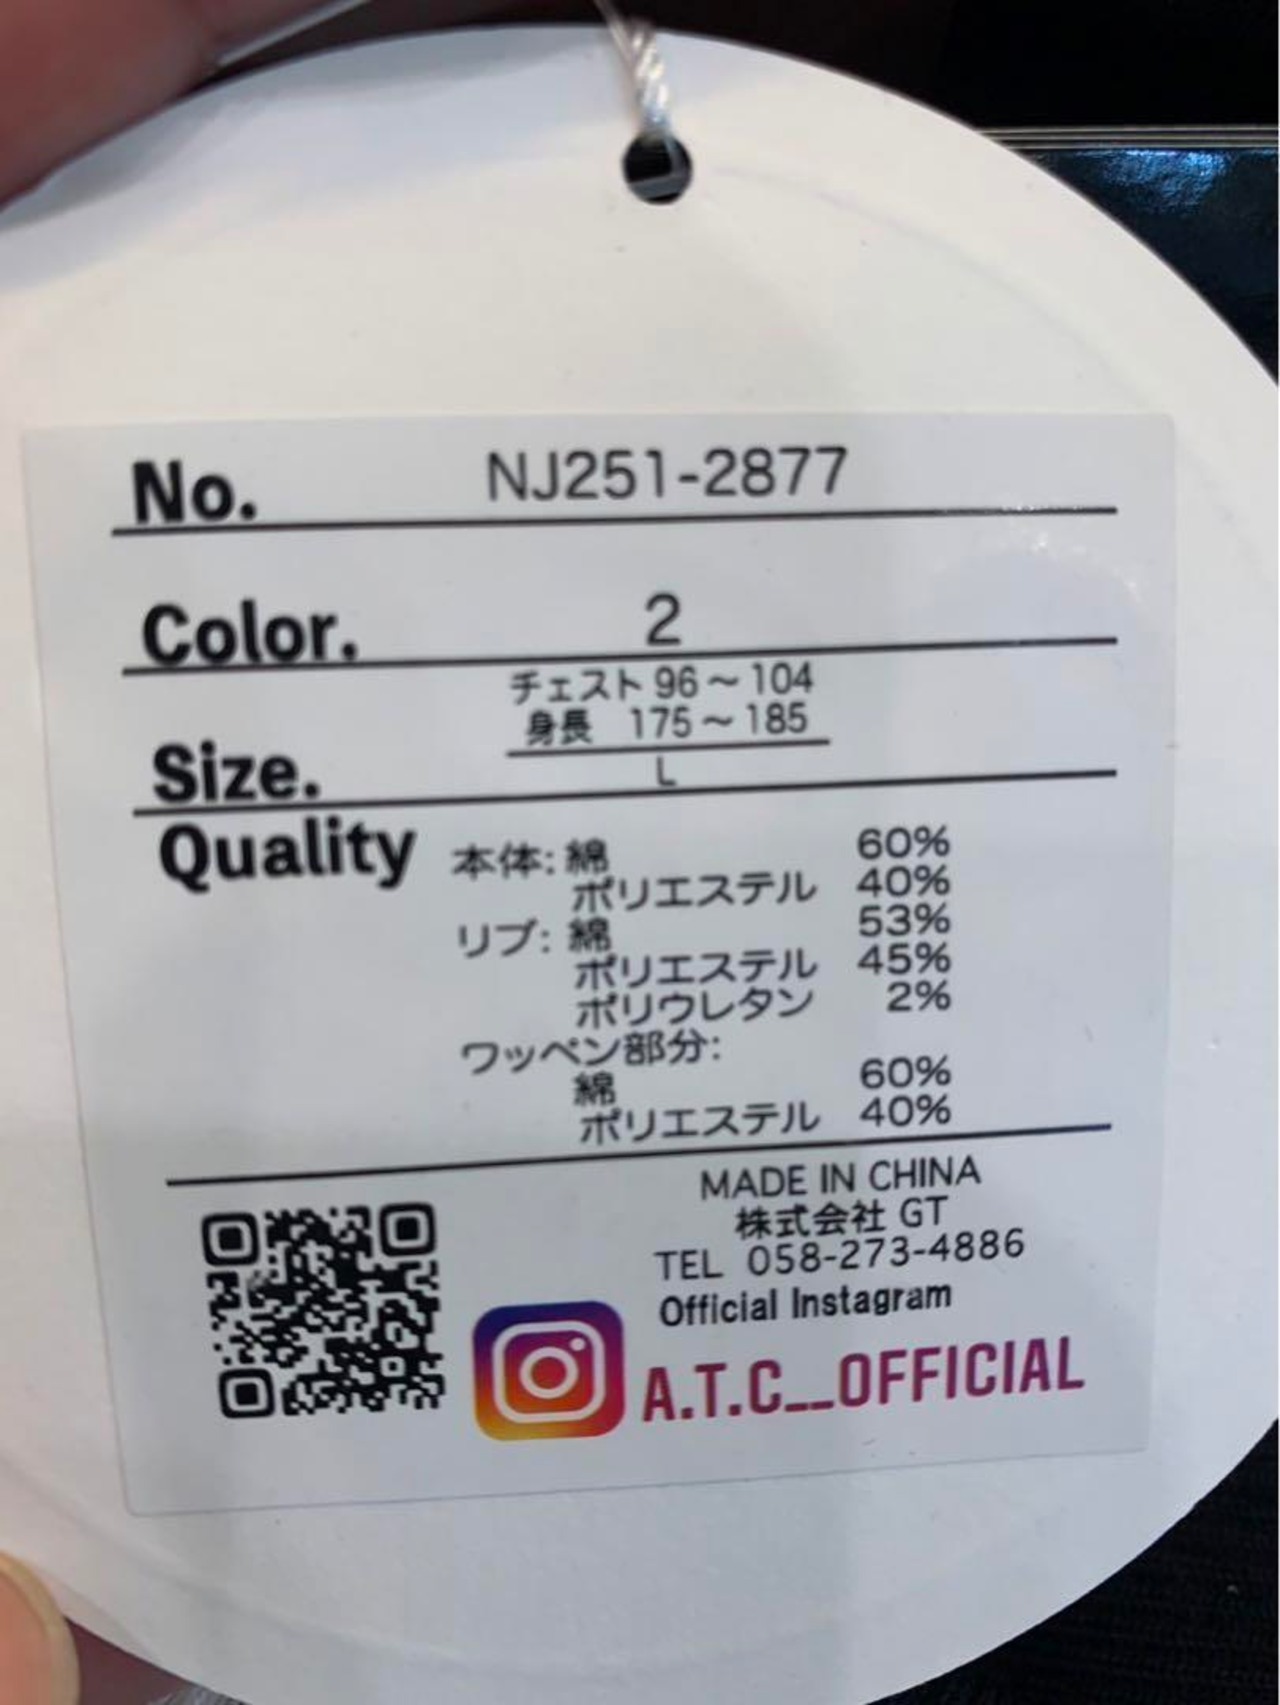 No. NJ251-2877
Color. 2
チェスト 96～104
身長 175～185
Size. L
Quality 本体: 綿 60%
ポリエステル 40%
リブ: 綿 53%
ポリエステル 45%
ポリウレタン 2%
ワッペン部分:
綿 60%
ポリエステル 40%
MADE IN CHINA
株式会社 GT
TEL 058-273-4886
Official Instagram
A.T.C__OFFICIAL